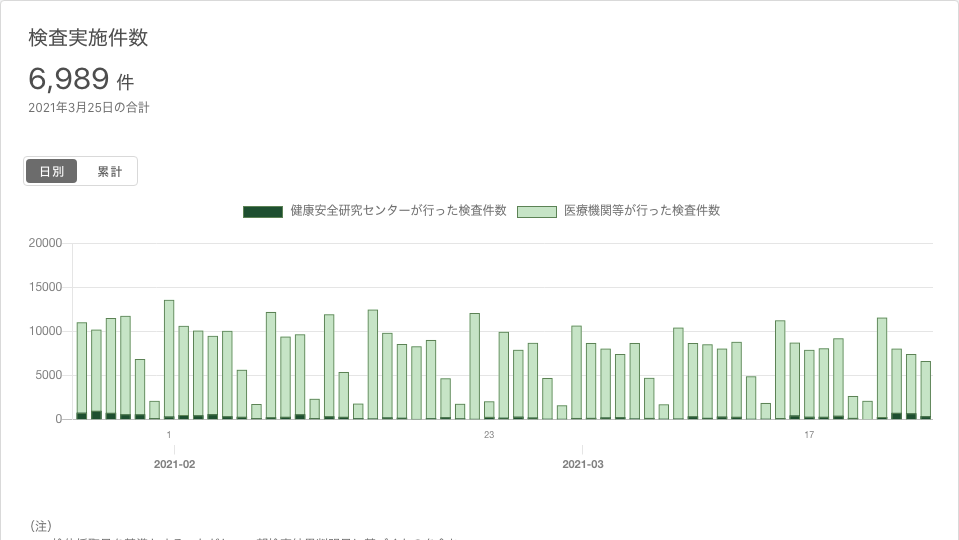 検査実施件数
6,989 件
2021年3月25日の合計
日別 累計
健康安全研究センターが行った検査件数 医療機関等が行った検査件数
20000
15000
10000
5000
0
1 23 17
2021-02 2021-03
（注）